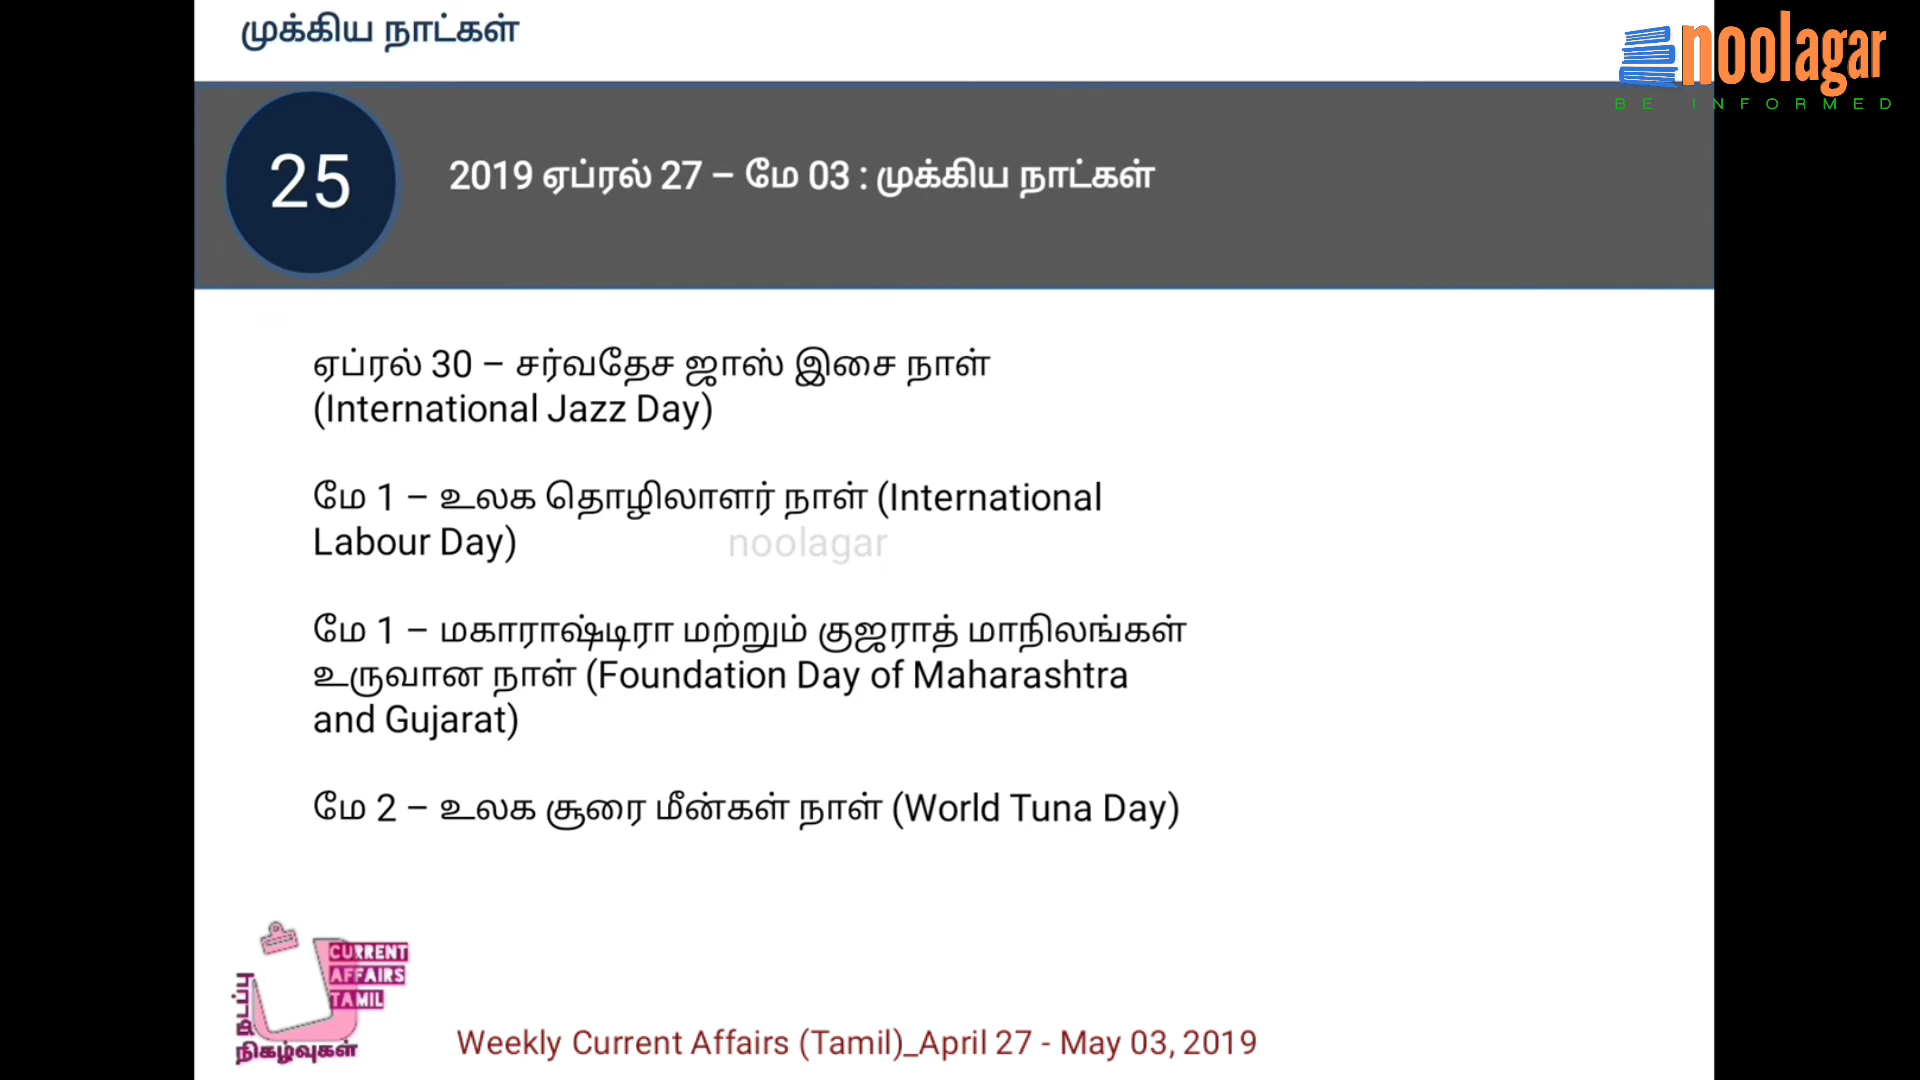 முக்கிய நாட்கள்
noolagar
BE INFORMED
25
2019 ஏப்ரல் 27 – மே 03 : முக்கிய நாட்கள்
ஏப்ரல் 30 – சர்வதேச ஜாஸ் இசை நாள்
(International Jazz Day)
மே 1 – உலக தொழிலாளர் நாள் (International
Labour Day)
noolagar
மே 1 – மகாராஷ்டிரா மற்றும் குஜராத் மாநிலங்கள்
உருவான நாள் (Foundation Day of Maharashtra
and Gujarat)
மே 2 – உலக சூரை மீன்கள் நாள் (World Tuna Day)
CURRENT
AFFAIRS
TAMIL
நடப்பு
நிகழ்வுகள்
Weekly Current Affairs (Tamil)_April 27 - May 03, 2019